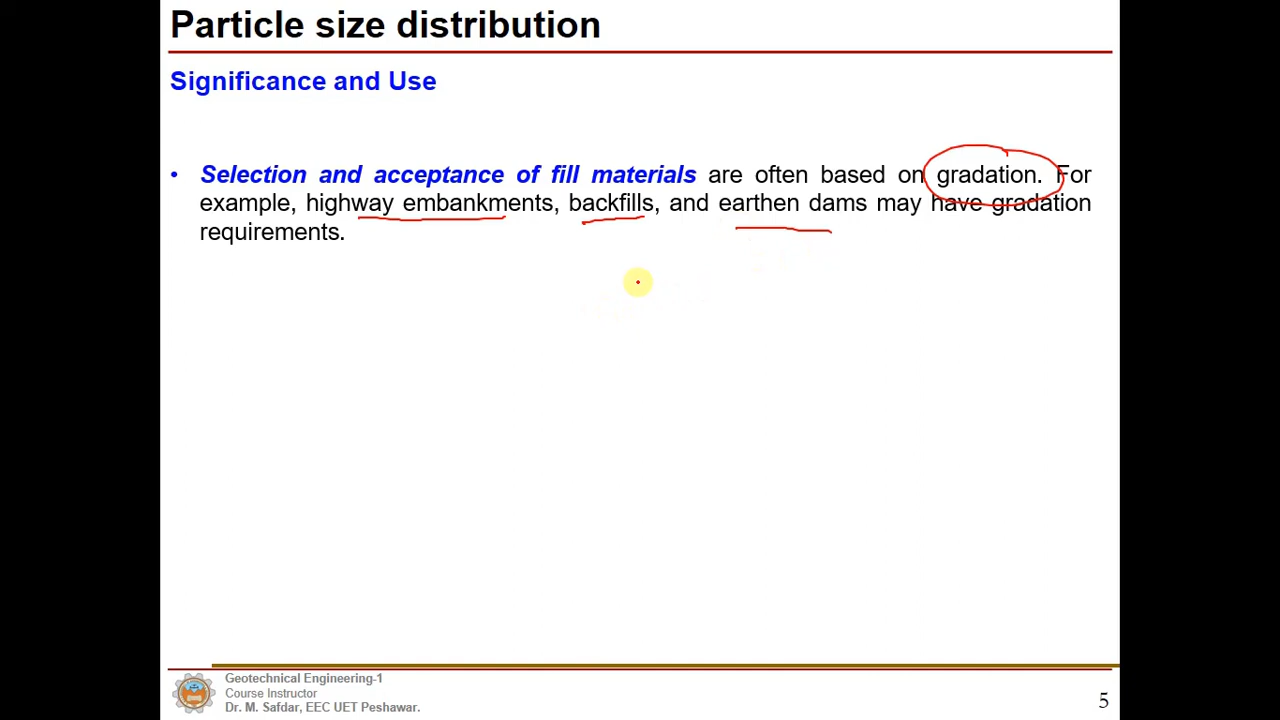 Particle size distribution
Significance and Use
• Selection and acceptance of fill materials are often based on gradation. For
example, highway embankments, backfills, and earthen dams may have gradation
requirements.
Geotechnical Engineering-1
Course Instructor
Dr. M. Safdar, EEC UET Peshawar.
5